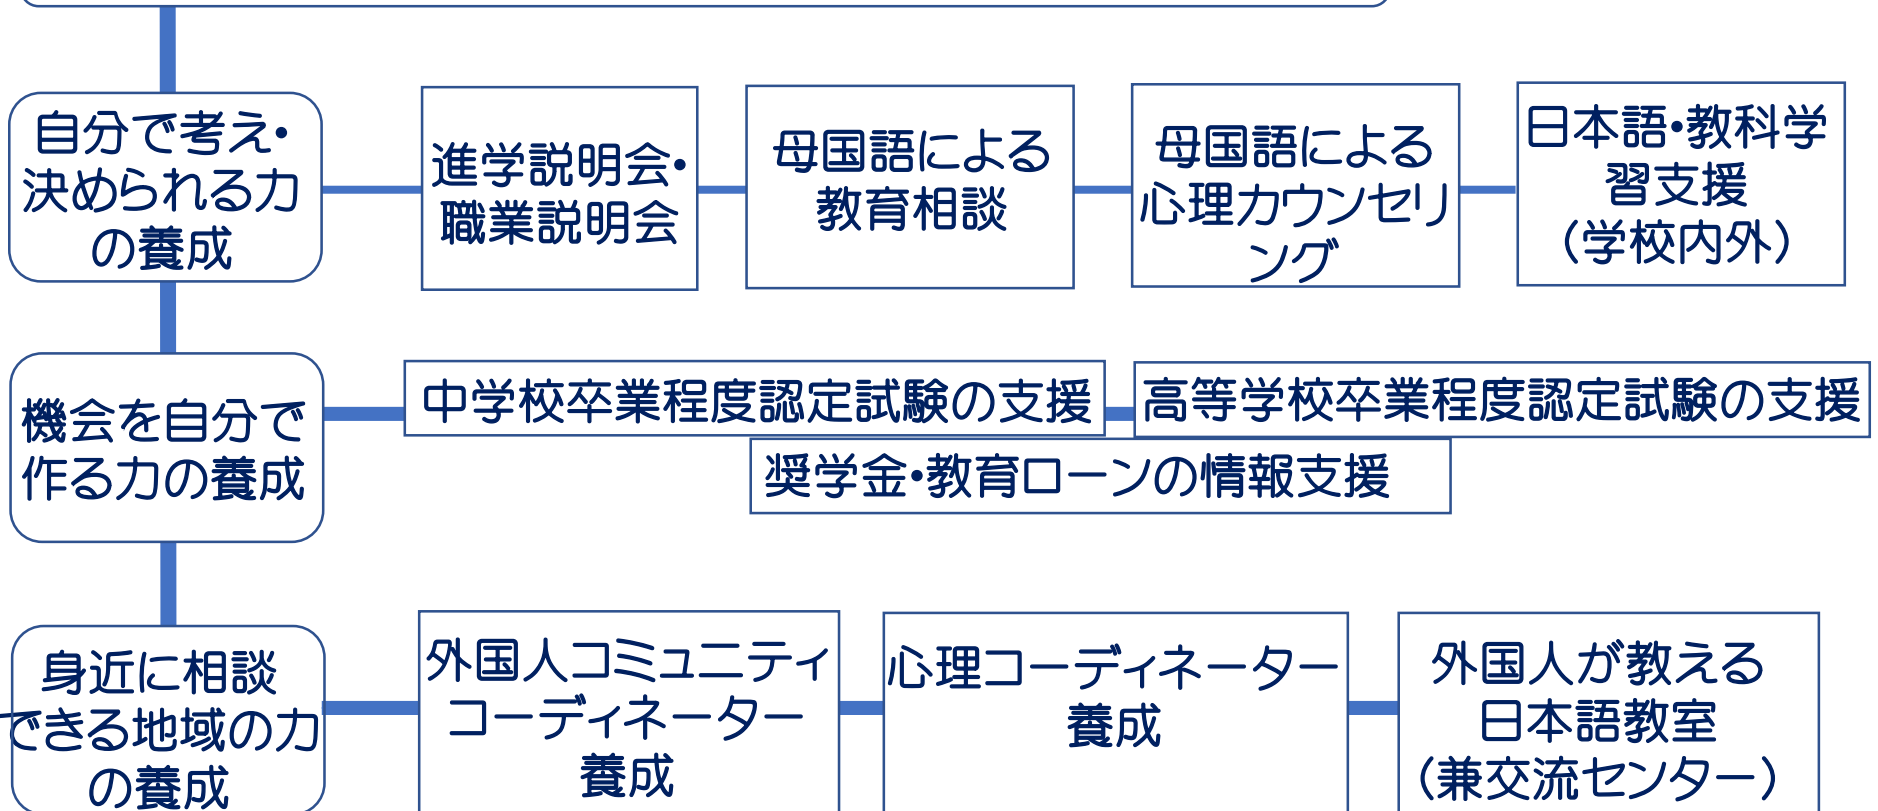 自分で考え・
決められる力
の養成
進学説明会・
職業説明会
母国語による
教育相談
母国語による
心理カウンセリ
ング
日本語・教科学
習支援
（学校内外）
機会を自分で
作る力の養成
中学校卒業程度認定試験の支援
高等学校卒業程度認定試験の支援
奨学金・教育ローンの情報支援
身近に相談
できる地域の力
の養成
外国人コミュニティ
コーディネーター
養成
心理コーディネーター
養成
外国人が教える
日本語教室
（兼交流センター）